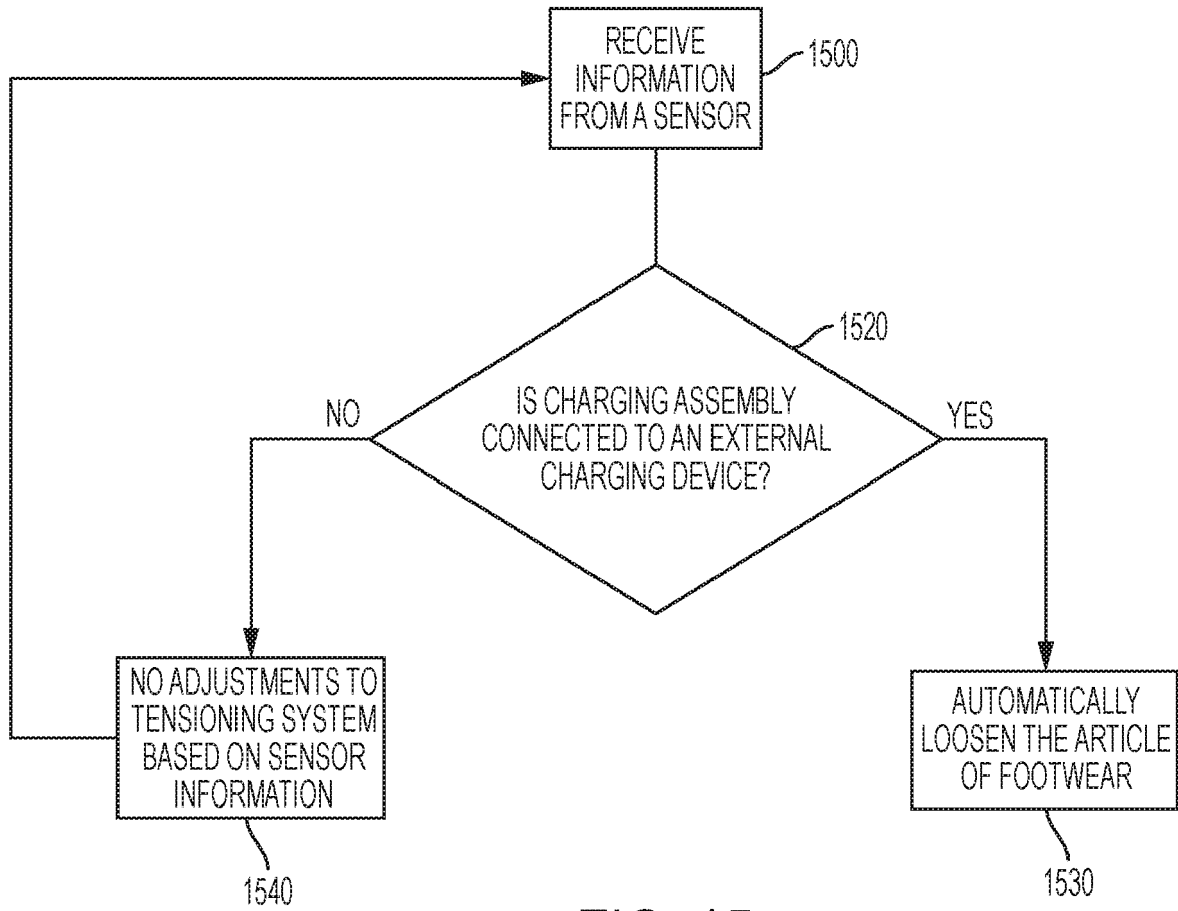 RECEIVE
INFORMATION
FROM A SENSOR
1500
1520
IS CHARGING ASSEMBLY
CONNECTED TO AN EXTERNAL
CHARGING DEVICE?
NO
YES
NO ADJUSTMENTS TO
TENSIONING SYSTEM
BASED ON SENSOR
INFORMATION
1540
AUTOMATICALLY
LOOSEN THE ARTICLE
OF FOOTWEAR
1530